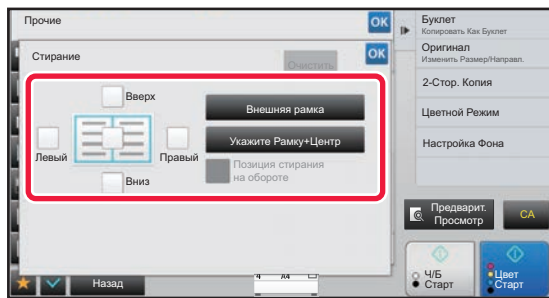 Прочие
OK
Стирание
Очистить
OK
Вверх
Левый
Правый
Вниз
Внешняя рамка
Укажите Рамку+Центр
Позиция стирания
на обороте
Буклет
Копировать Как Буклет
Оригинал
Изменить Размер/Направл.
2-Стор. Копия
Цветной Режим
Настройка Фона
Предварит.
Просмотр
CA
Ч/Б
Старт
Цвет
Старт
Назад
4 A4